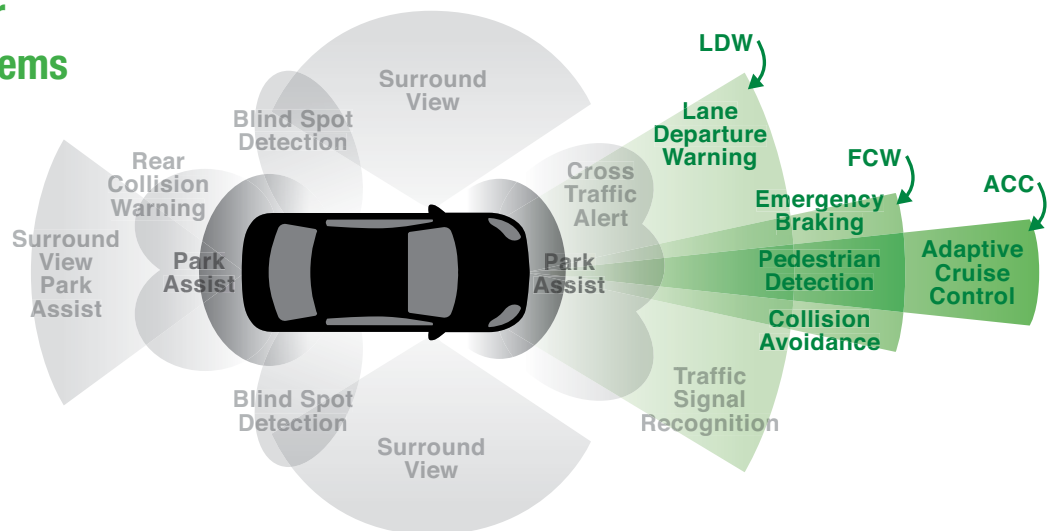 ems
LDW
Surround
View
Lane
Departure
Warning
Blind Spot
Detection
FCW
Rear
Collision
Warning
Cross
Traffic
Alert
ACC
Emergency
Braking
Surround
View
Park
Assist
Park
Assist
Park
Assist
Pedestrian
Detection
Adaptive
Cruise
Control
Collision
Avoidance
Traffic
Signal
Recognition
Blind Spot
Detection
Surround
View